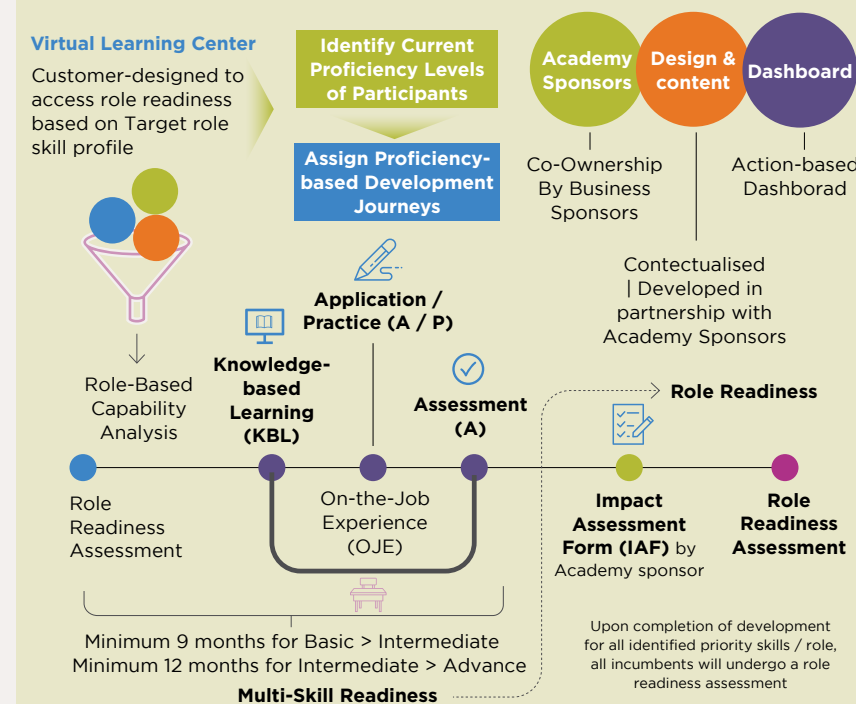 Virtual Learning Center
Customer-designed to
access role readiness
based on Target role
skill profile
Identify Current
Proficiency Levels
of Participants
Assign Proficiency-
based Development
Journeys
Academy
Sponsors
Design &
content
Dashboard
Co-Ownership
By Business
Sponsors
Action-based
Dashborad
Contectualised
| Developed in
partnership with
Academy Sponsors
Role-Based
Capability
Analysis
Knowledge-
based
Learning
(KBL)
Application /
Practice (A / P)
Assessment
(A)
Role Readiness
Role
Readiness
Assessment
On-the-Job
Experience
(OJE)
Impact
Assessment
Form (IAF) by
Academy sponsor
Role
Readiness
Assessment
Minimum 9 months for Basic > Intermediate
Minimum 12 months for Intermediate > Advance
Multi-Skill Readiness
Upon completion of development
for all identified priority skills / role,
all incumbents will undergo a role
readiness assessment